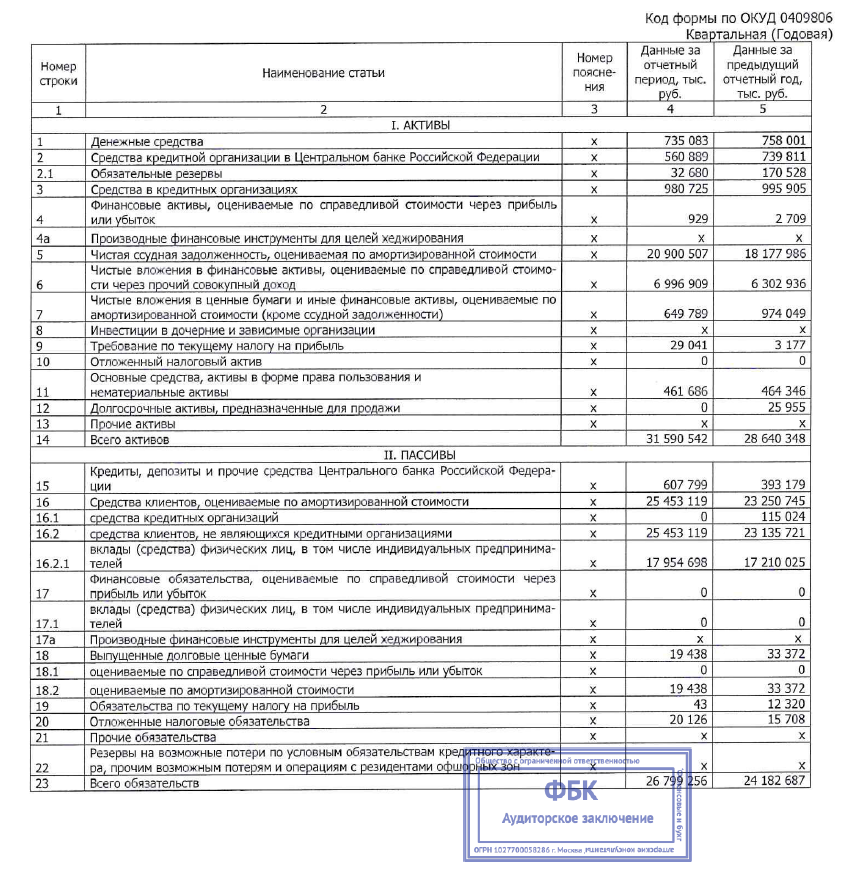 Код формы по ОКУД 0409806
Квартальная (Годовая)
Номер строки Наименование статьи Номер пояснения Данные за отчетный период, тыс. руб. Данные за предыдущий отчетный год, тыс. руб.
1 2 3 4 5
I. АКТИВЫ
1 Денежные средства х 735 083 758 001
2 Средства кредитной организации в Центральном банке Российской Федерации х 560 889 739 811
2.1 Обязательные резервы х 32 680 170 528
3 Средства в кредитных организациях х 980 725 995 905
Финансовые активы, оцениваемые по справедливой стоимости через прибыль
4 или убыток х 929 2 709
4а Производные финансовые инструменты для целей хеджирования х х х
5 Чистая ссудная задолженность, оцениваемая по амортизированной стоимости х 20 900 507 18 177 986
Чистые вложения в финансовые активы, оцениваемые по справедливой стоимо-
6 сти через прочий совокупный доход х 6 996 909 6 302 936
Чистые вложения в ценные бумаги и иные финансовые активы, оцениваемые по
7 амортизированной стоимости (кроме ссудной задолженности) х 649 789 974 049
8 Инвестиции в дочерние и зависимые организации х х х
9 Требование по текущему налогу на прибыль х 29 041 3 177
10 Отложенный налоговый актив х 0 0
Основные средства, активы в форме права пользования и
11 нематериальные активы х 461 686 464 346
12 Долгосрочные активы, предназначенные для продажи х 0 25 955
13 Прочие активы х х х
14 Всего активов 31 590 542 28 640 348
II. ПАССИВЫ
Кредиты, депозиты и прочие средства Центрального банка Российской Федера-
15 ции х 607 799 393 179
16 Средства клиентов, оцениваемые по амортизированной стоимости х 25 453 119 23 250 745
16.1 средства кредитных организаций х 0 115 024
16.2 средства клиентов, не являющихся кредитными организациями х 25 453 119 23 135 721
вклады (средства) физических лиц, в том числе индивидуальных предпринима-
16.2.1 телей х 17 954 698 17 210 025
Финансовые обязательства, оцениваемые по справедливой стоимости через
17 прибыль или убыток х 0 0
вклады (средства) физических лиц, в том числе индивидуальных предпринима-
17.1 телей х 0 0
17а Производные финансовые инструменты для целей хеджирования х х х
18 Выпущенные долговые ценные бумаги х 19 438 33 372
18.1 оцениваемые по справедливой стоимости через прибыль или убыток х 0 0
18.2 оцениваемые по амортизированной стоимости х 19 438 33 372
19 Обязательства по текущему налогу на прибыль х 43 12 320
20 Отложенные налоговые обязательства х 20 126 15 708
21 Прочие обязательства х х х
Резервы на возможные потери по условным обязательствам кредитного характе-
22 ра, прочим возможным потерям и операциям с резидентами офшорных зон х х х
23 Всего обязательств 26 799 256 24 182 687
Общество с ограниченной ответственностью
ФБК
Аудиторское заключение
ОГРН 1027700058286 г. Москва